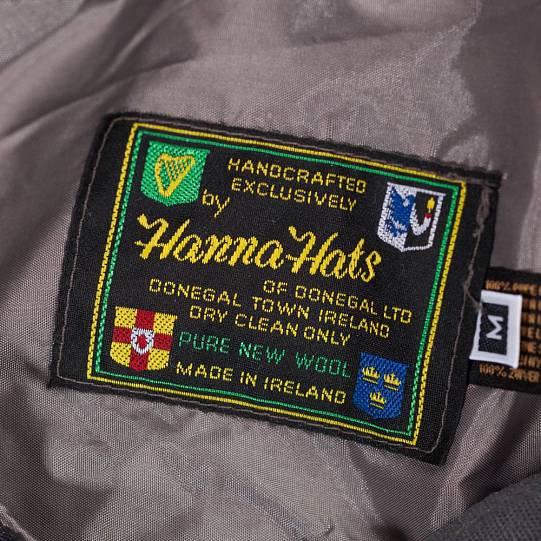 HANDCRAFTED
EXCLUSIVELY
by
Hanna Hats
OF DONEGAL LTD
DONEGAL TOWN IRELAND
DRY CLEAN ONLY
PURE NEW WOOL
MADE IN IRELAND
M